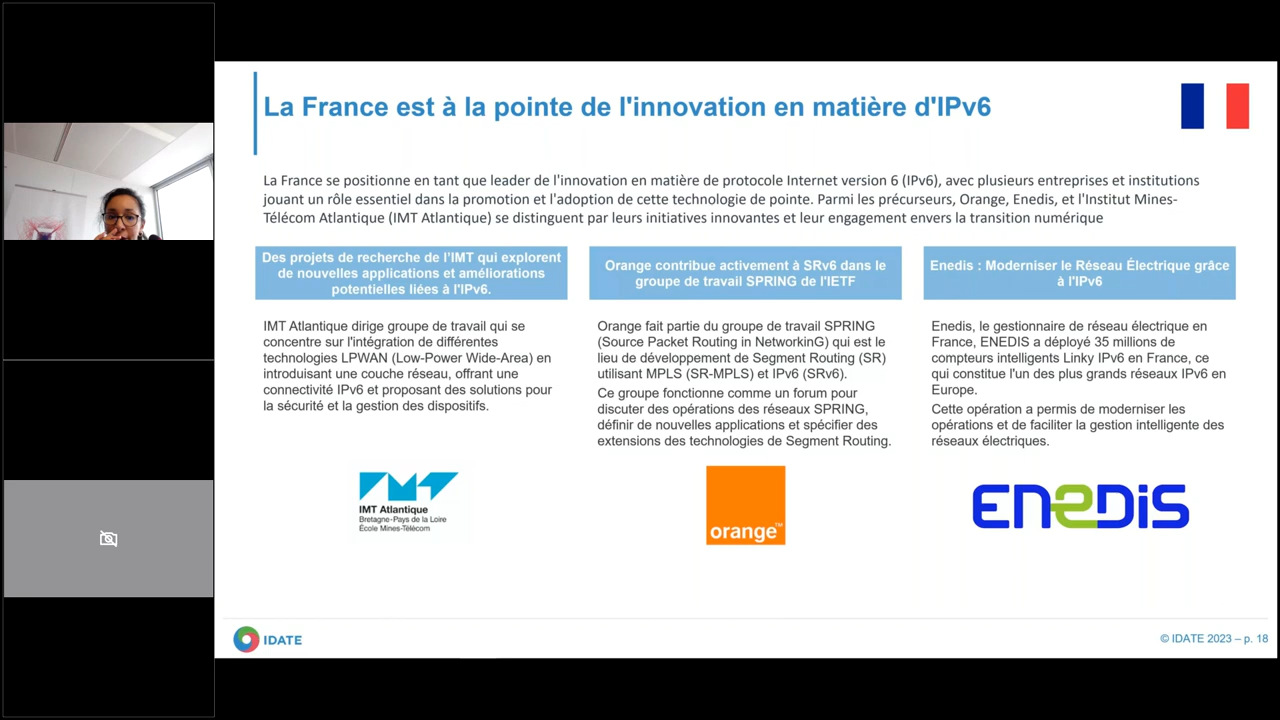 La France est à la pointe de l'innovation en matière d'IPv6
La France se positionne en tant que leader de l'innovation en matière de protocole Internet version 6 (IPv6), avec plusieurs entreprises et institutions
jouant un rôle essentiel dans la promotion et l'adoption de cette technologie de pointe. Parmi les précurseurs, Orange, Enedis, et l'Institut Mines-
Télécom Atlantique (IMT Atlantique) se distinguent par leurs initiatives innovantes et leur engagement envers la transition numérique
Des projets de recherche de l'IMT qui explorent
de nouvelles applications et améliorations
potentielles liées à l'IPv6.
IMT Atlantique dirige groupe de travail qui se
concentre sur l'intégration de différentes
technologies LPWAN (Low-Power Wide-Area) en
introduisant une couche réseau, offrant une
connectivité IPv6 et proposant des solutions pour
la sécurité et la gestion des dispositifs.
IMT Atlantique
Bretagne-Pays de la Loire
École Mines-Télécom
Orange contribue activement à SRv6 dans le
groupe de travail SPRING de l'IETF
Orange fait partie du groupe de travail SPRING
(Source Packet Routing in NetworkinG) qui est le
lieu de développement de Segment Routing (SR)
utilisant MPLS (SR-MPLS) et IPv6 (SRv6).
Ce groupe fonctionne comme un forum pour
discuter des opérations des réseaux SPRING,
définir de nouvelles applications et spécifier des
extensions des technologies de Segment Routing.
orange™
Enedis : Moderniser le Réseau Électrique grâce
à l'IPv6
Enedis, le gestionnaire de réseau électrique en
France, ENEDIS a déployé 35 millions de
compteurs intelligents Linky IPv6 en France, ce
qui constitue l'un des plus grands réseaux IPv6 en
Europe.
Cette opération a permis de moderniser les
opérations et de faciliter la gestion intelligente des
réseaux électriques.
ENEDIS
IDATE
© IDATE 2023 – p. 18